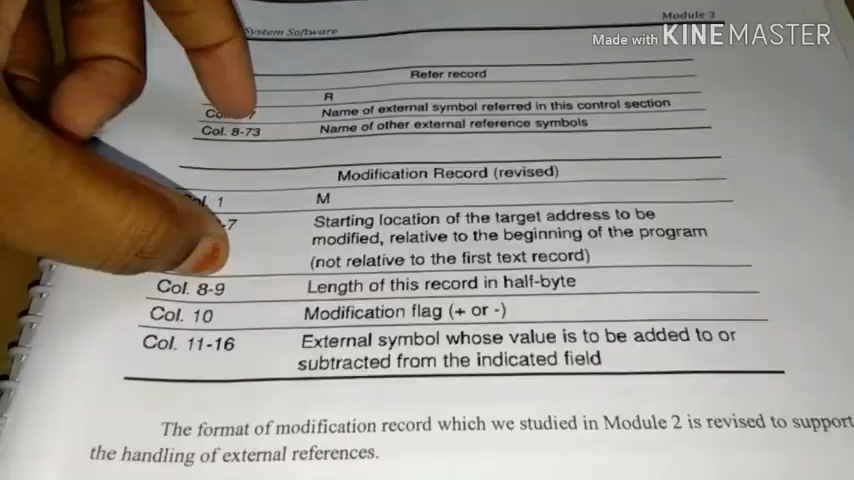 Module 3
System Software
Made with KINEMASTER
Refer record
R
Name of external symbol referred in this control section
Col. 8-73 Name of other external reference symbols
Modification Record (revised)
1 M
-7 Starting location of the target address to be
modified, relative to the beginning of the program
(not relative to the first text record)
Col. 8-9 Length of this record in half-byte
Col. 10 Modification flag (+ or -)
Col. 11-16 External symbol whose value is to be added to or
subtracted from the indicated field
The format of modification record which we studied in Module 2 is revised to support
the handling of external references.